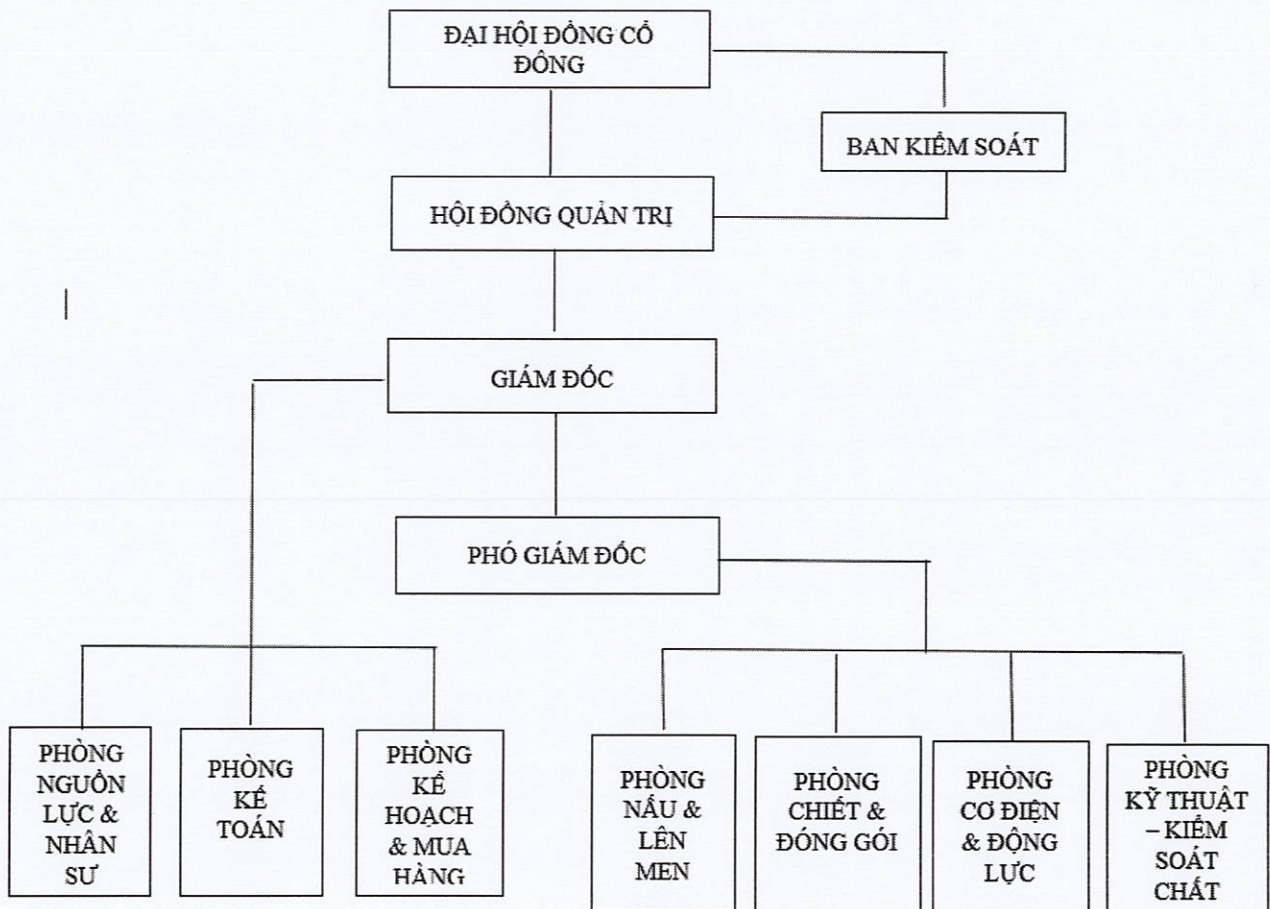 ĐẠI HỘI ĐỒNG CỔ
ĐÔNG
BAN KIỂM SOÁT
HỘI ĐỒNG QUẢN TRỊ
GIÁM ĐỐC
PHÓ GIÁM ĐỐC
PHÒNG
NGUỒN
LỰC &
NHÂN
SƯ
PHÒNG
KẾ
TOÁN
PHÒNG
KẾ
HOẠCH
& MUA
HÀNG
PHÒNG
NẤU &
LÊN
MEN
PHÒNG
CHIẾT &
ĐÓNG GÓI
PHÒNG
CƠ ĐIỆN
& ĐỘNG
LỰC
PHÒNG
KỸ THUẬT
– KIỂM
SOÁT
CHẤT